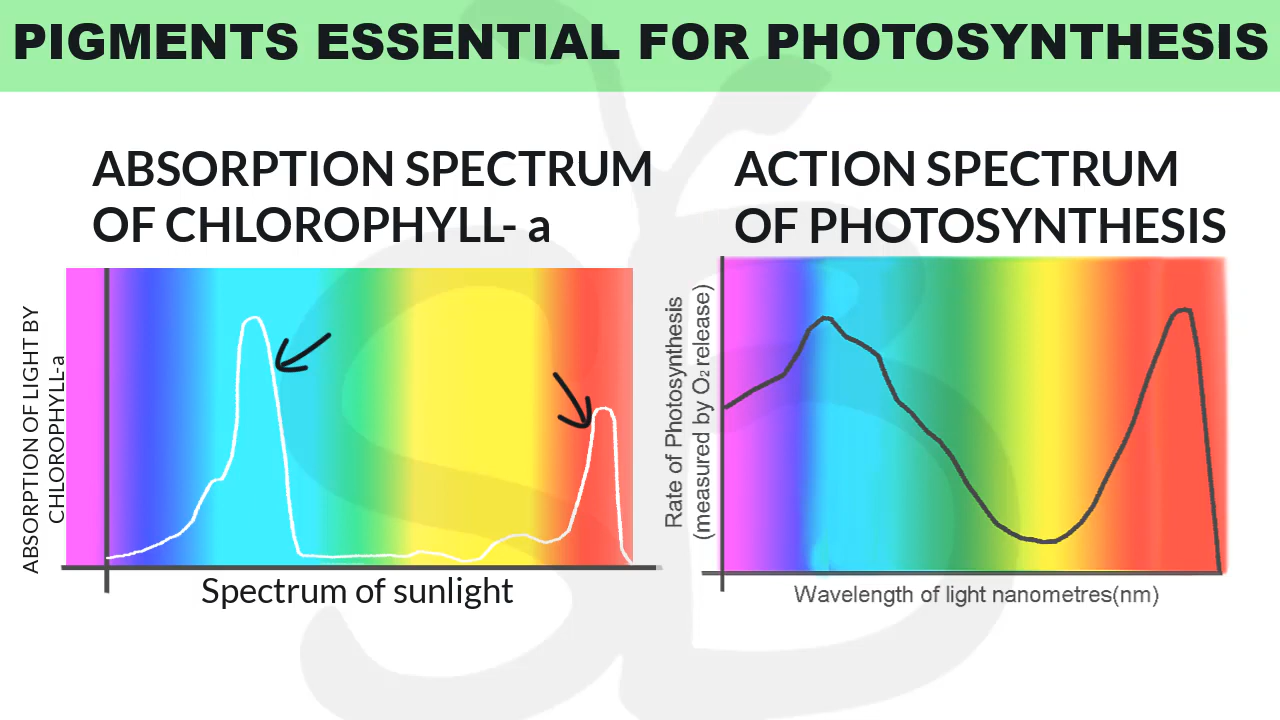 PIGMENTS ESSENTIAL FOR PHOTOSYNTHESIS
ABSORPTION SPECTRUM
OF CHLOROPHYLL- a
ABSORPTION OF LIGHT BY
CHLOROPHYLL-a
Spectrum of sunlight
ACTION SPECTRUM
OF PHOTOSYNTHESIS
Rate of Photosynthesis
(measured by O₂ release)
Wavelength of light nanometres(nm)